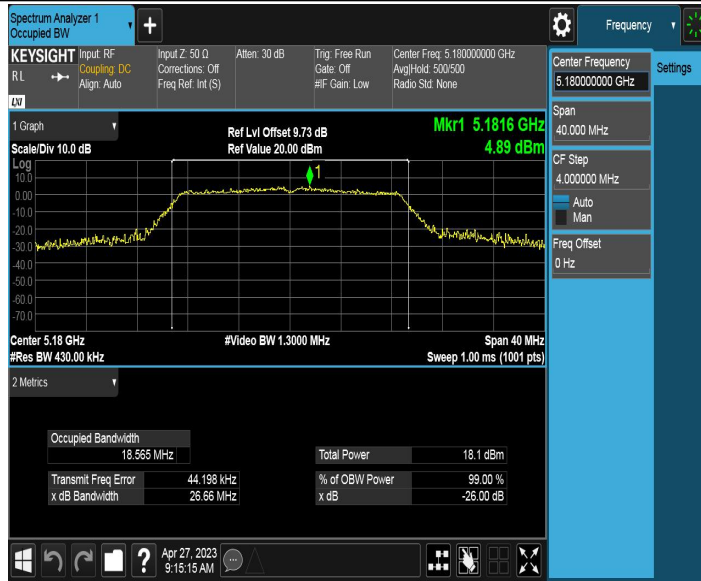 Spectrum Analyzer 1
Occupied BW
+
Frequency
KEYSIGHT
RL
LXI
Input: RF
Coupling: DC
Align: Auto
Input Z: 50 Ω
Corrections: Off
Freq Ref: Int (S)
Atten: 30 dB
Trig: Free Run
Gate: Off
#IF Gain: Low
Center Freq: 5.180000000 GHz
Avg|Hold: 500/500
Radio Std: None
Center Frequency
5.180000000 GHz
Settings
Span
40.000 MHz
CF Step
4.000000 MHz
Auto
Man
Freq Offset
0 Hz
1 Graph
Scale/Div 10.0 dB
Ref Lvl Offset 9.73 dB
Ref Value 20.00 dBm
Mkr1 5.1816 GHz
4.89 dBm
Log
10.0
0.00
-10.0
-20.0
-30.0
-40.0
-50.0
-60.0
-70.0
1
Center 5.18 GHz
#Video BW 1.3000 MHz
Span 40 MHz
#Res BW 430.00 kHz
Sweep 1.00 ms (1001 pts)
2 Metrics
Occupied Bandwidth
18.565 MHz
Total Power 18.1 dBm
Transmit Freq Error 44.198 kHz
% of OBW Power 99.00 %
x dB Bandwidth 26.66 MHz
x dB -26.00 dB
?
Apr 27, 2023
9:15:15 AM